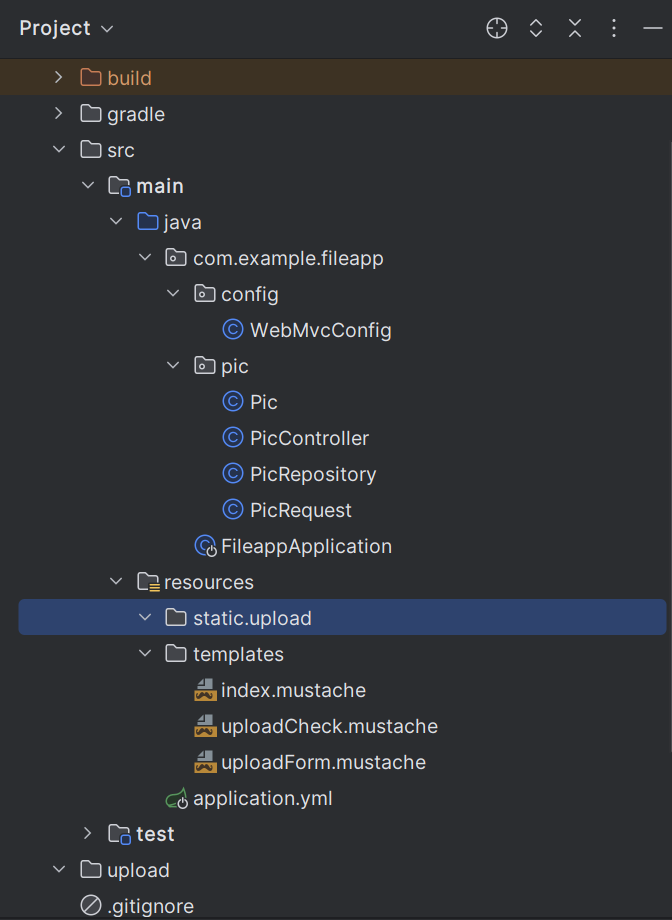 Project
build
gradle
src
main
java
com.example.fileapp
config
WebMvcConfig
pic
Pic
PicController
PicRepository
PicRequest
FileappApplication
resources
static.upload
templates
index.mustache
uploadCheck.mustache
uploadForm.mustache
application.yml
test
upload
.gitignore